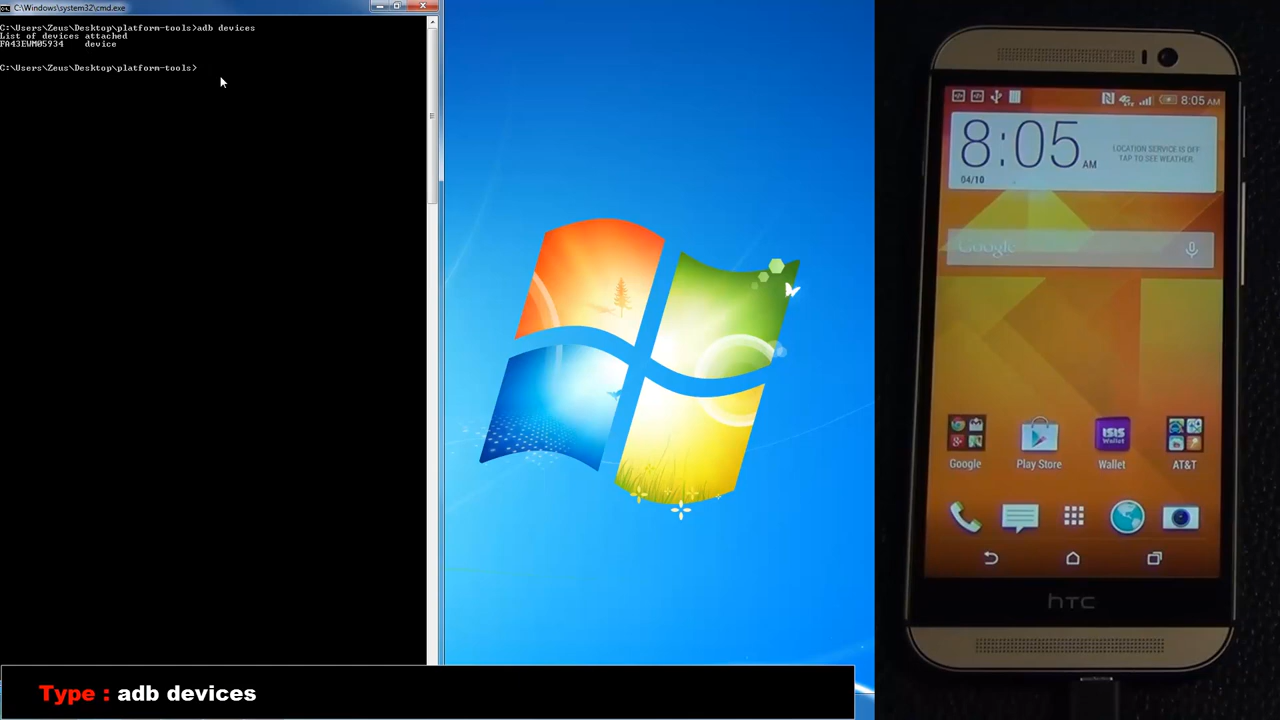 C:\Windows\system32\cmd.exe
C:\Users\Zeus\Desktop\platform-tools>adb devices
List of devices attached
FA43EWM05934 device
C:\Users\Zeus\Desktop\platform-tools>
8:05 AM
8:05 AM
LOCATION SERVICE IS OFF.
TAP TO SEE WEATHER.
04/10
Google
ISIS
Wallet
Google
Play Store
Wallet
AT&T
hTC
Type : adb devices